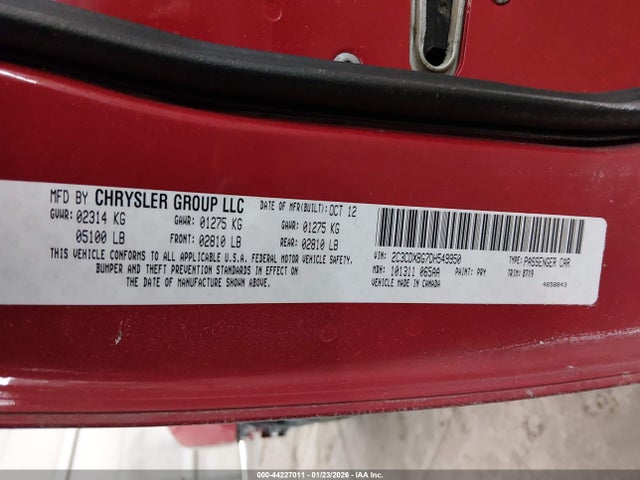 MFD BY CHRYSLER GROUP LLC DATE OF MFR(BUILT): OCT 12
GVWR: 02314 KG GAWR: 01275 KG GAWR: 01275 KG
05100 LB FRONT: 02810 LB REAR: 02810 LB
THIS VEHICLE CONFORMS TO ALL APPLICABLE U.S.A. FEDERAL MOTOR VEHICLE SAFETY,
BUMPER AND THEFT PREVENTION STANDARDS IN EFFECT ON
THE DATE OF MANUFACTURE SHOWN ABOVE.
VIN: 2C3CDXBG7DH549950 TYPE: PASSENGER CAR
MDH: 101311 065AA PAINT: PRY TRIM: D7X9
VEHICLE MADE IN CANADA 4658043
000-44227011 - 01/23/2026 - IAA Inc.